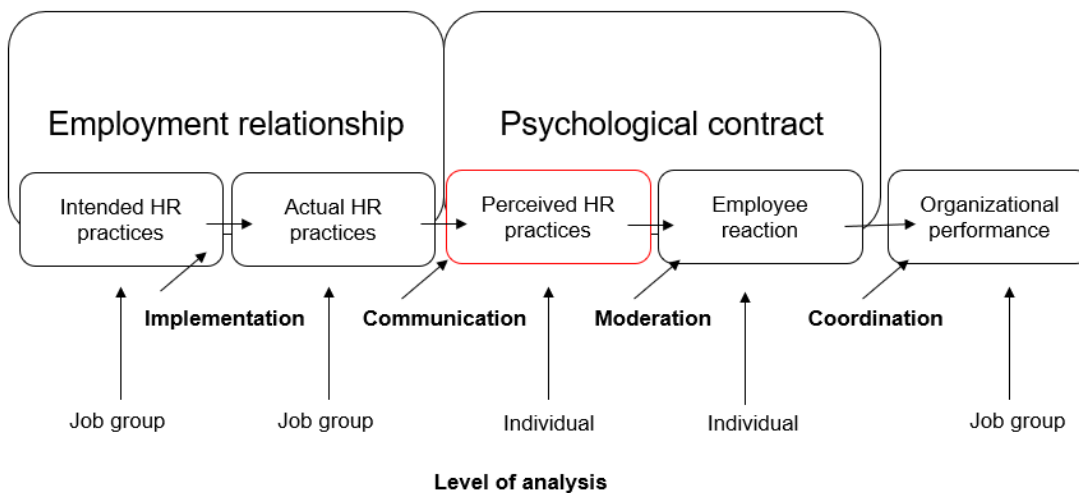 Employment relationship
Psychological contract
Intended HR
practices
Actual HR
practices
Perceived HR
practices
Employee
reaction
Organizational
performance
Implementation
Communication
Moderation
Coordination
Job group
Job group
Individual
Individual
Job group
Level of analysis